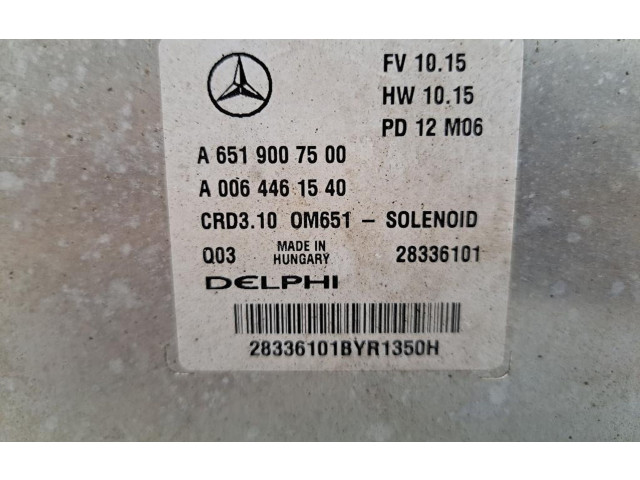 FV 10.15
HW 10.15
PD 12 M06
A 651 900 75 00
A 006 446 15 40
CRD3.10 OM651 - SOLENOID
Q03 MADE IN HUNGARY 28336101
DELPHI
28336101BYR1350H